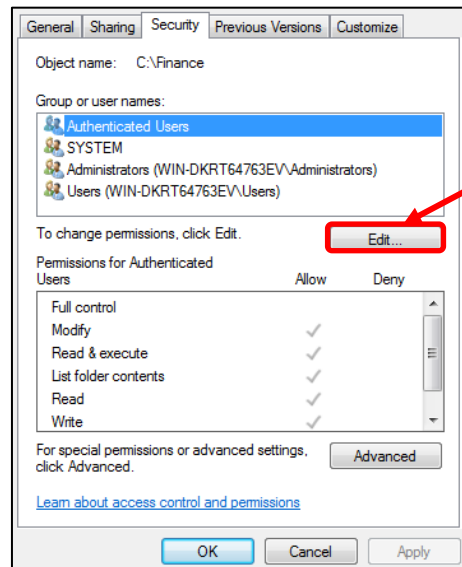 General Sharing Security Previous Versions Customize
Object name: C:\Finance
Group or user names:
Authenticated Users
SYSTEM
Administrators (WIN-DKRT64763EV\Administrators)
Users (WIN-DKRT64763EV\Users)
To change permissions, click Edit.
Edit...
Permissions for Authenticated
Users Allow Deny
Full control
Modify
Read & execute
List folder contents
Read
Write
For special permissions or advanced settings,
click Advanced.
Advanced
Learn about access control and permissions
OK Cancel Apply